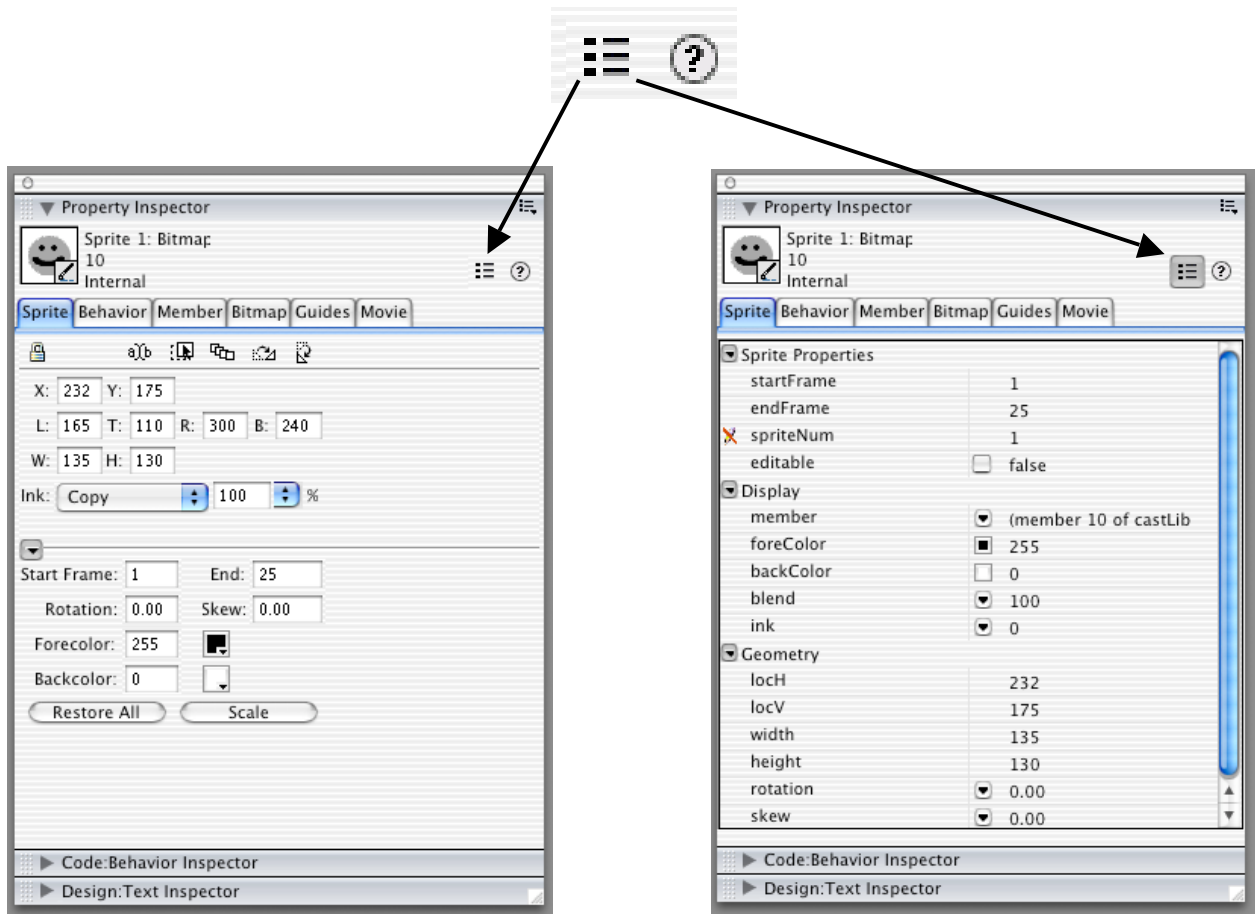 ?
Property Inspector
Sprite 1: Bitmap
10
Internal
?
Sprite Behavior Member Bitmap Guides Movie
a b
X: 232 Y: 175
L: 165 T: 110 R: 300 B: 240
W: 135 H: 130
Ink: Copy 100 %
Start Frame: 1 End: 25
Rotation: 0.00 Skew: 0.00
Forecolor: 255
Backcolor: 0
Restore All Scale
Code:Behavior Inspector
Design:Text Inspector
Property Inspector
Sprite 1: Bitmap
10
Internal
?
Sprite Behavior Member Bitmap Guides Movie
Sprite Properties
startFrame 1
endFrame 25
spriteNum 1
editable false
Display
member (member 10 of castLib
foreColor 255
backColor 0
blend 100
ink 0
Geometry
locH 232
locV 175
width 135
height 130
rotation 0.00
skew 0.00
Code:Behavior Inspector
Design:Text Inspector